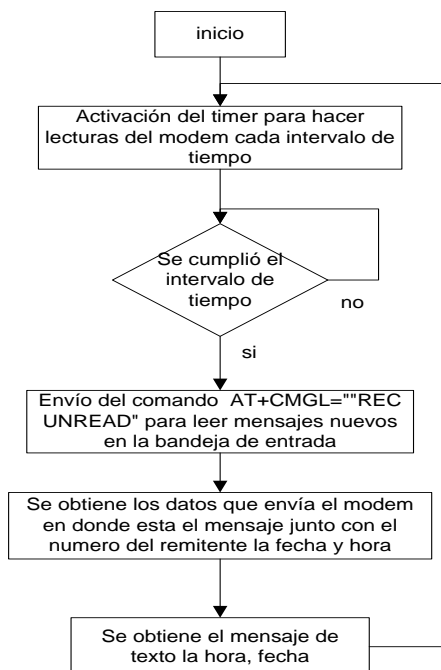 inicio
Activación del timer para hacer
lecturas del modem cada intervalo de
tiempo
Se cumplió el
intervalo de
tiempo
no
si
Envío del comando AT+CMGL=""REC
UNREAD" para leer mensajes nuevos
en la bandeja de entrada
Se obtiene los datos que envía el modem
en donde esta el mensaje junto con el
numero del remitente la fecha y hora
Se obtiene el mensaje de
texto la hora, fecha